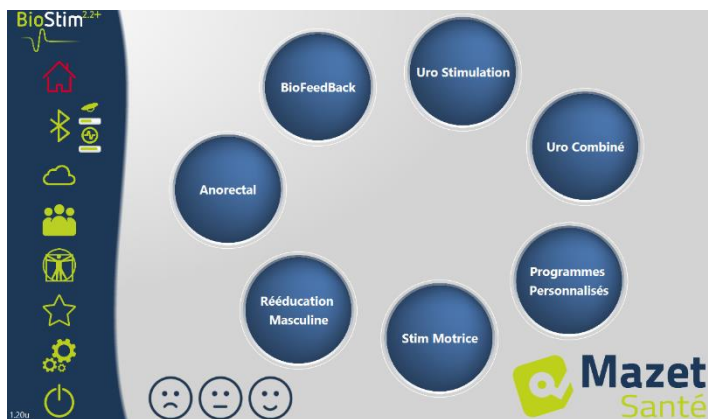 BioStim2.2+
BioFeedBack
Uro Stimulation
Uro Combiné
Anorectal
Programmes
Personnalisés
Rééducation
Masculine
Stim Motrice
Mazet
Santé
1.20u